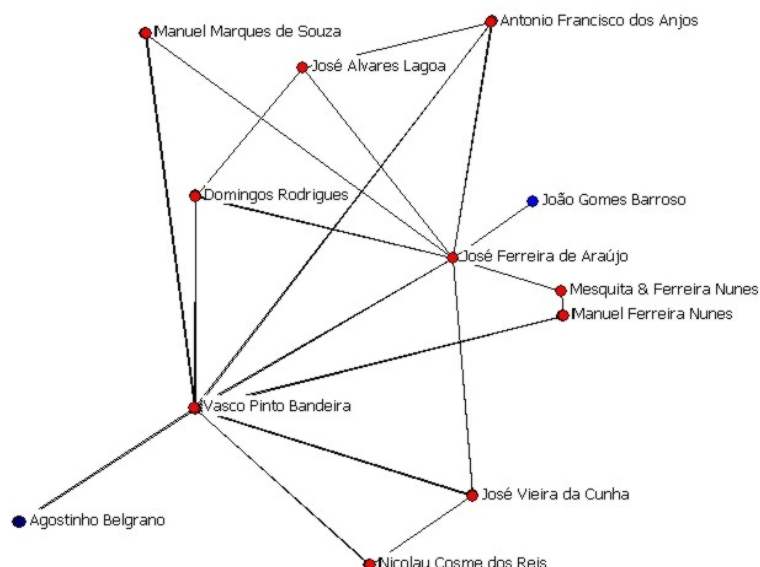 Manuel Marques de Souza
Antonio Francisco dos Anjos
José Alvares Lagoa
Domingos Rodrigues
João Gomes Barroso
José Ferreira de Araújo
Mesquita & Ferreira Nunes
Manuel Ferreira Nunes
Vasco Pinto Bandeira
José Vieira da Cunha
Agostinho Belgrano
Nicolau Cosme dos Reis